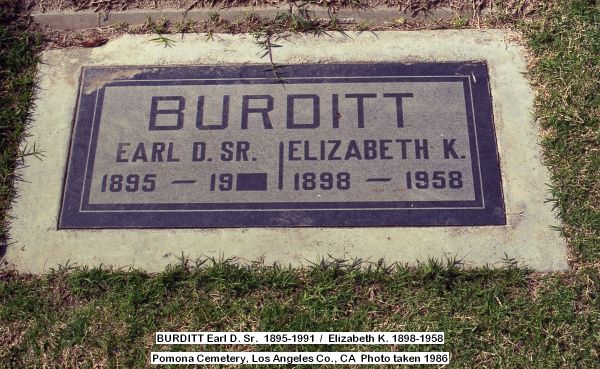 BURDITT
EARL D. SR. ELIZABETH K.
1895 — 19 1898 — 1958
BURDITT Earl D. Sr. 1895-1991 / Elizabeth K. 1898-1958
Pomona Cemetery, Los Angeles Co., CA Photo taken 1986